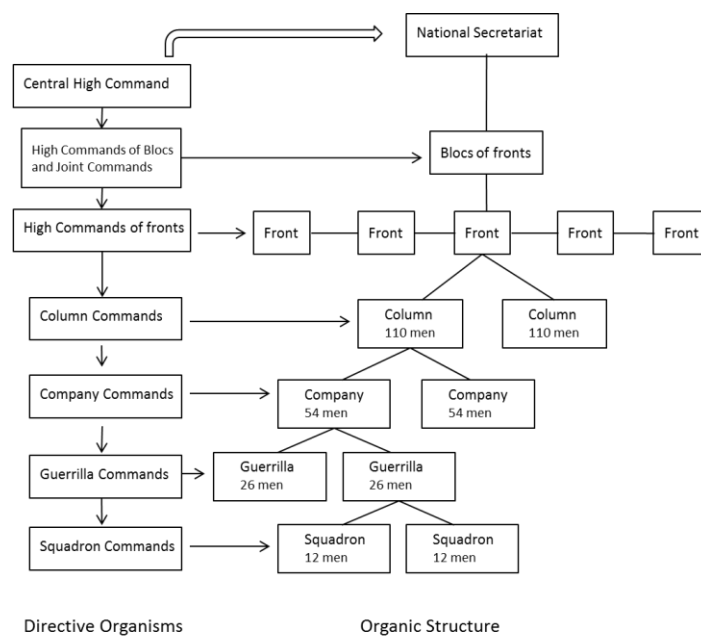 National Secretariat
Central High Command
High Commands of Blocs
and Joint Commands
Blocs of fronts
High Commands of fronts
Front
Front
Front
Front
Front
Column Commands
Column
110 men
Column
110 men
Company Commands
Company
54 men
Company
54 men
Guerrilla Commands
Guerrilla
26 men
Guerrilla
26 men
Squadron Commands
Squadron
12 men
Squadron
12 men
Directive Organisms
Organic Structure